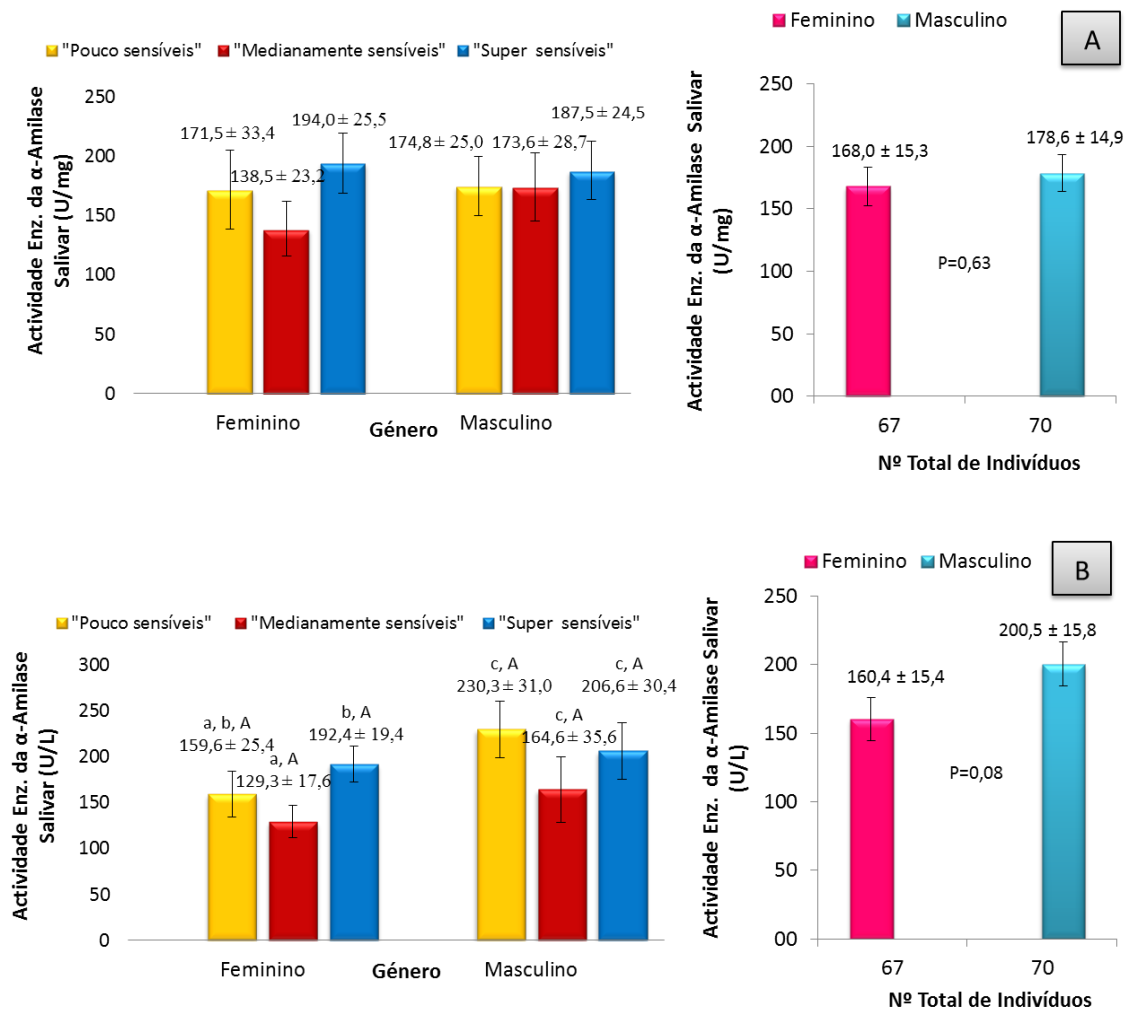 "Pouco sensíveis" "Medianamente sensíveis" "Super sensíveis"
Actividade Enz. da α-Amilase
Salivar (U/mg)
250
200
150
100
50
0
171,5 ± 33,4
138,5 ± 23,2
194,0 ± 25,5
174,8 ± 25,0
173,6 ± 28,7
187,5 ± 24,5
Feminino
Género
Masculino
Feminino Masculino
A
Actividade Enz. da α-Amilase Salivar
(U/mg)
250
200
150
100
50
00
168,0 ± 15,3
178,6 ± 14,9
P=0,63
67
70
Nº Total de Indivíduos
"Pouco sensíveis" "Medianamente sensíveis" "Super sensíveis"
Actividade Enz. da α-Amilase
Salivar (U/L)
300
250
200
150
100
50
0
a, b, A
159,6 ± 25,4
a, A
129,3 ± 17,6
b, A
192,4 ± 19,4
c, A
230,3 ± 31,0
c, A
164,6 ± 35,6
c, A
206,6 ± 30,4
Feminino
Género
Masculino
Feminino Masculino
B
Actividade Enz. da α-Amilase Salivar
(U/L)
250
200
150
100
50
00
160,4 ± 15,4
200,5 ± 15,8
P=0,08
67
70
Nº Total de Indivíduos